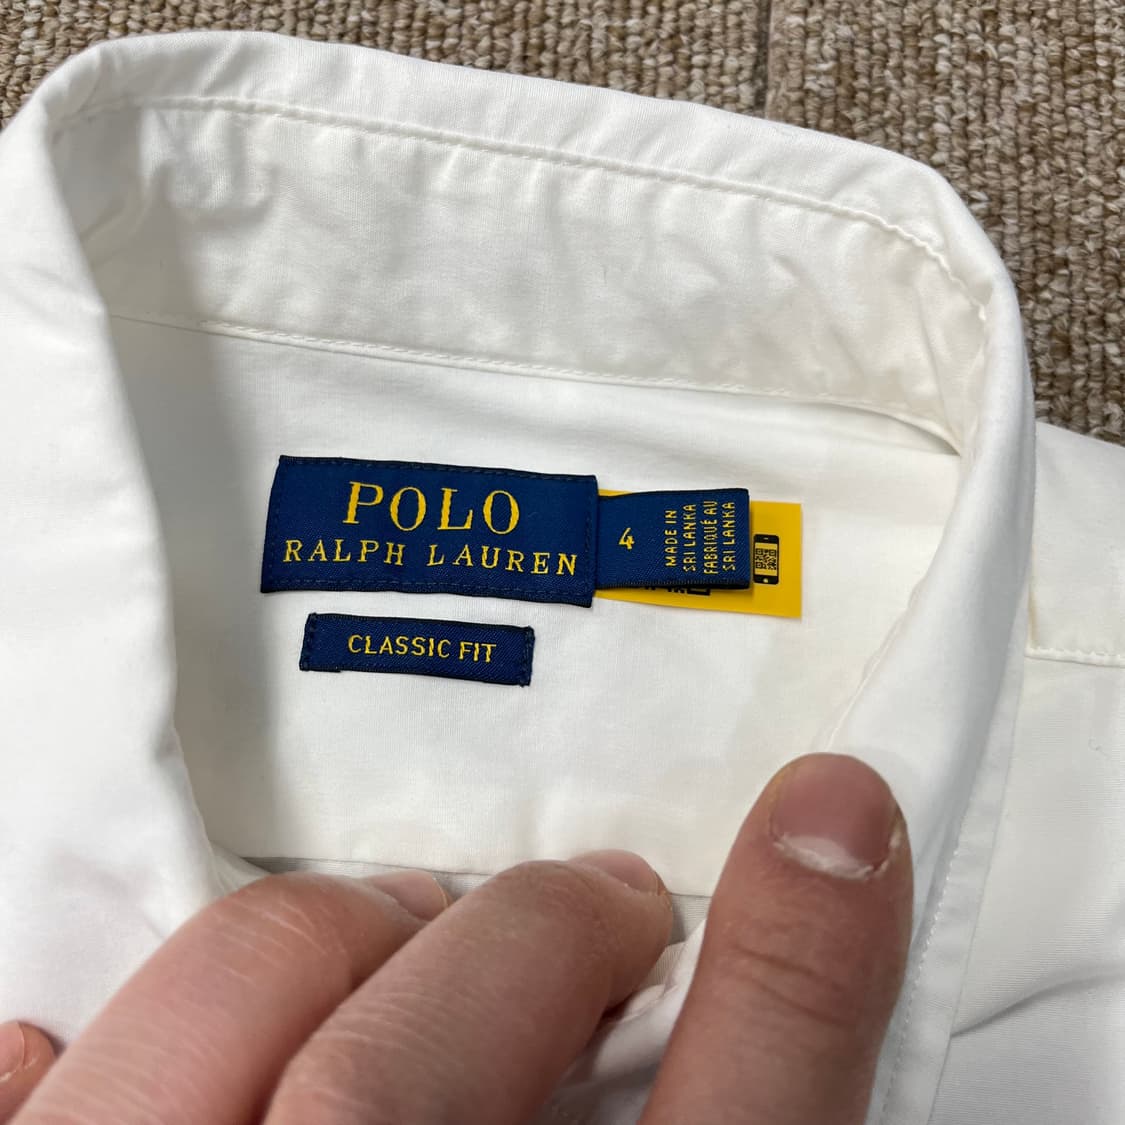 POLO
RALPH LAUREN
4
MADE IN
SRI LANKA
FABRIQUÉ AU
SRI LANKA
CLASSIC FIT